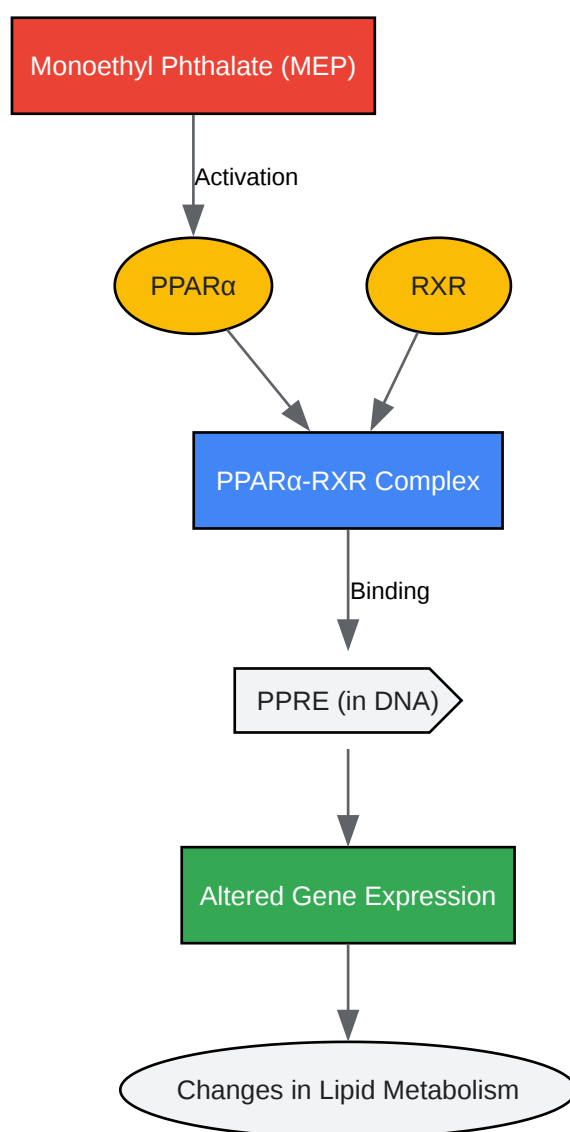 Monoethyl Phthalate (MEP)
Activation
PPARα
RXR
PPARα-RXR Complex
Binding
PPRE (in DNA)
Altered Gene Expression
Changes in Lipid Metabolism